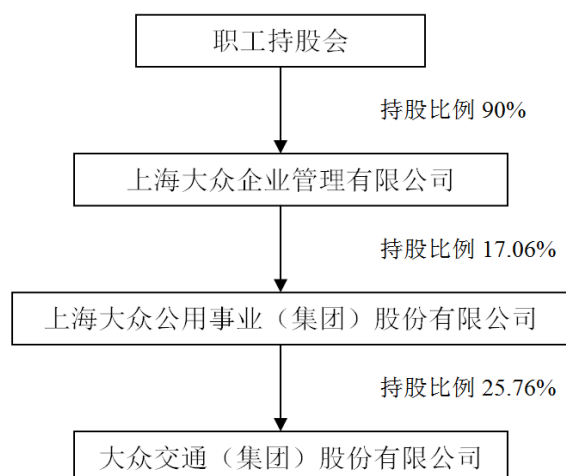 职工持股会
持股比例 90%
上海大众企业管理有限公司
持股比例 17.06%
上海大众公用事业（集团）股份有限公司
持股比例 25.76%
大众交通（集团）股份有限公司